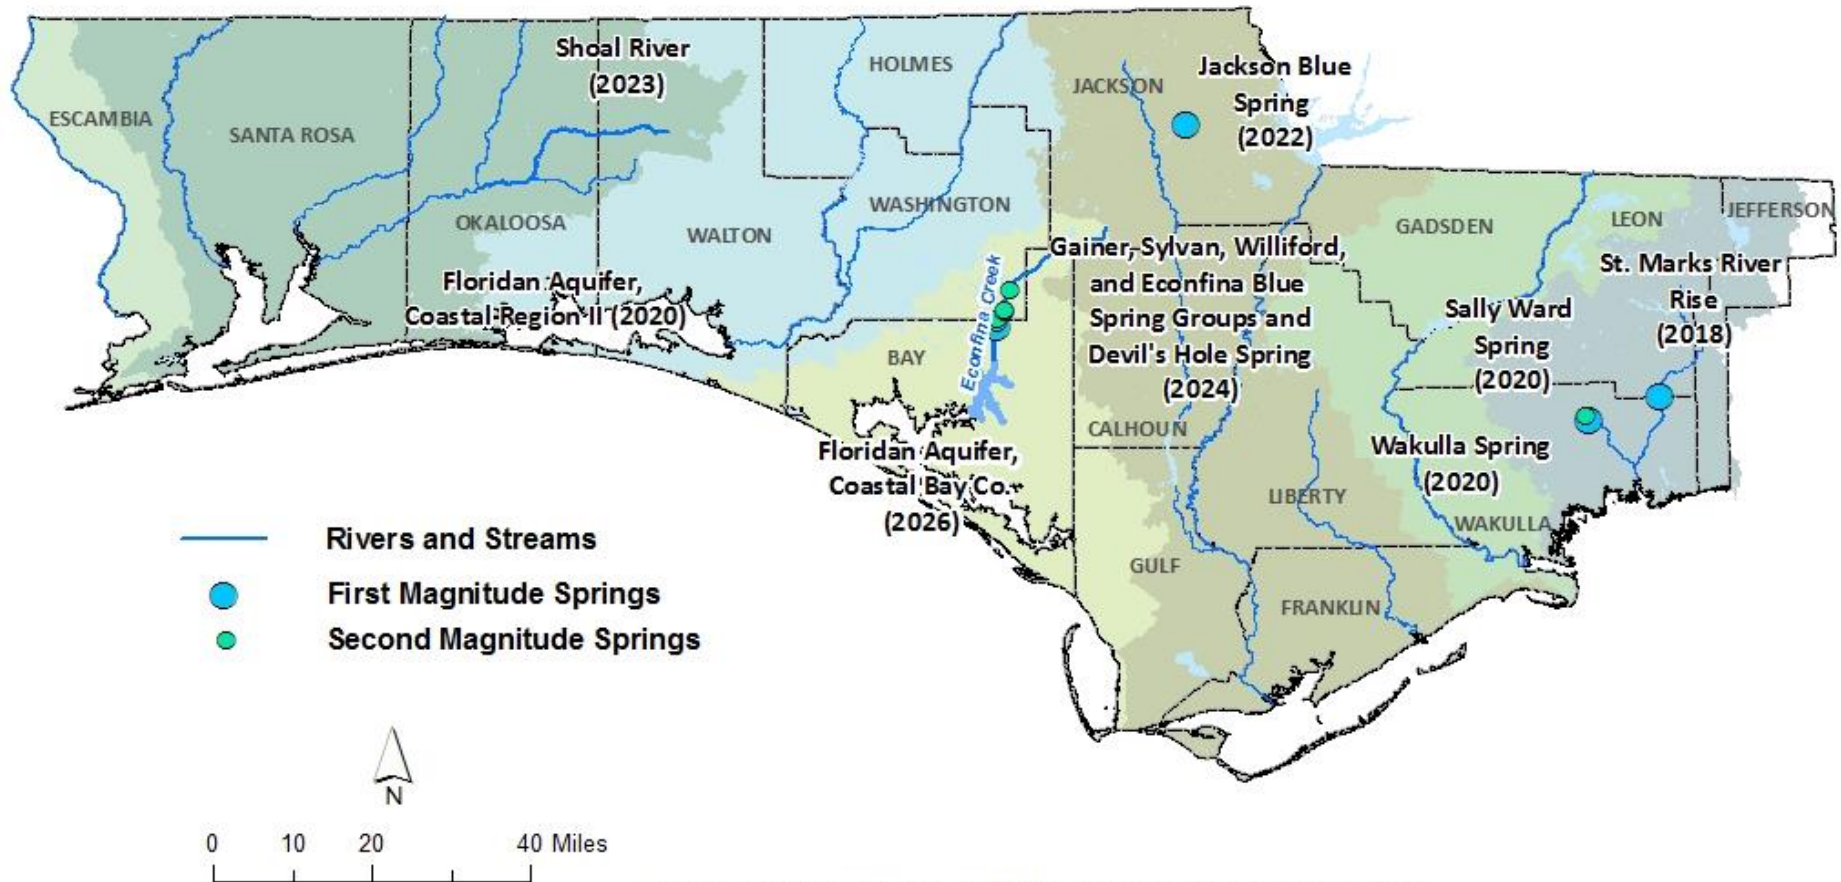 Shoal River
(2023)
HOLMES
JACKSON
Jackson Blue
Spring
(2022)
ESCAMBIA
SANTA ROSA
OKALOOSA
WALTON
WASHINGTON
GADSDEN
LEON
JEFFERSON
Floridan Aquifer,
Coastal Region II (2020)
Econfina Creek
Gainer, Sylvan, Williford,
and Econfina Blue
Spring Groups and
Devil's Hole Spring
(2024)
St. Marks River
Rise
(2018)
Sally Ward
Spring
(2020)
BAY
CALHOUN
Floridan Aquifer,
Coastal Bay Co.
(2026)
Wakulla Spring
(2020)
LIBERTY
WAKULLA
GULF
FRANKLIN
Rivers and Streams
First Magnitude Springs
Second Magnitude Springs
N
0 10 20 40 Miles